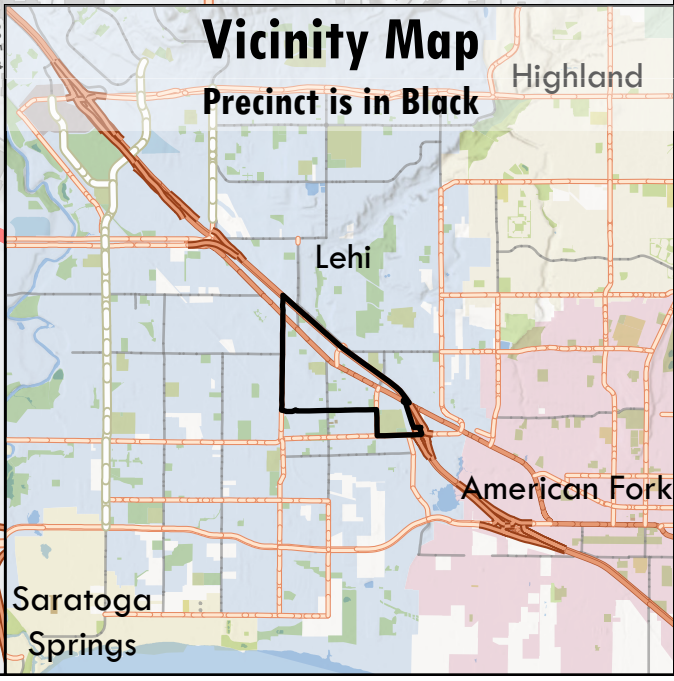 Vicinity Map
Precinct is in Black
Highland
Lehi
American Fork
Saratoga
Springs